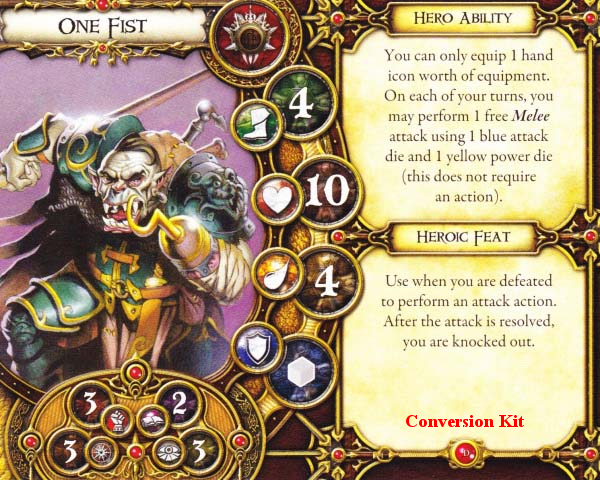 One Fist
4
10
4
3
2
3
3
Hero Ability
You can only equip 1 hand
icon worth of equipment.
On each of your turns, you
may perform 1 free Melee
attack using 1 blue attack
die and 1 yellow power die
(this does not require
an action).
Heroic Feat
Use when you are defeated
to perform an attack action.
After the attack is resolved,
you are knocked out.
Conversion Kit
D